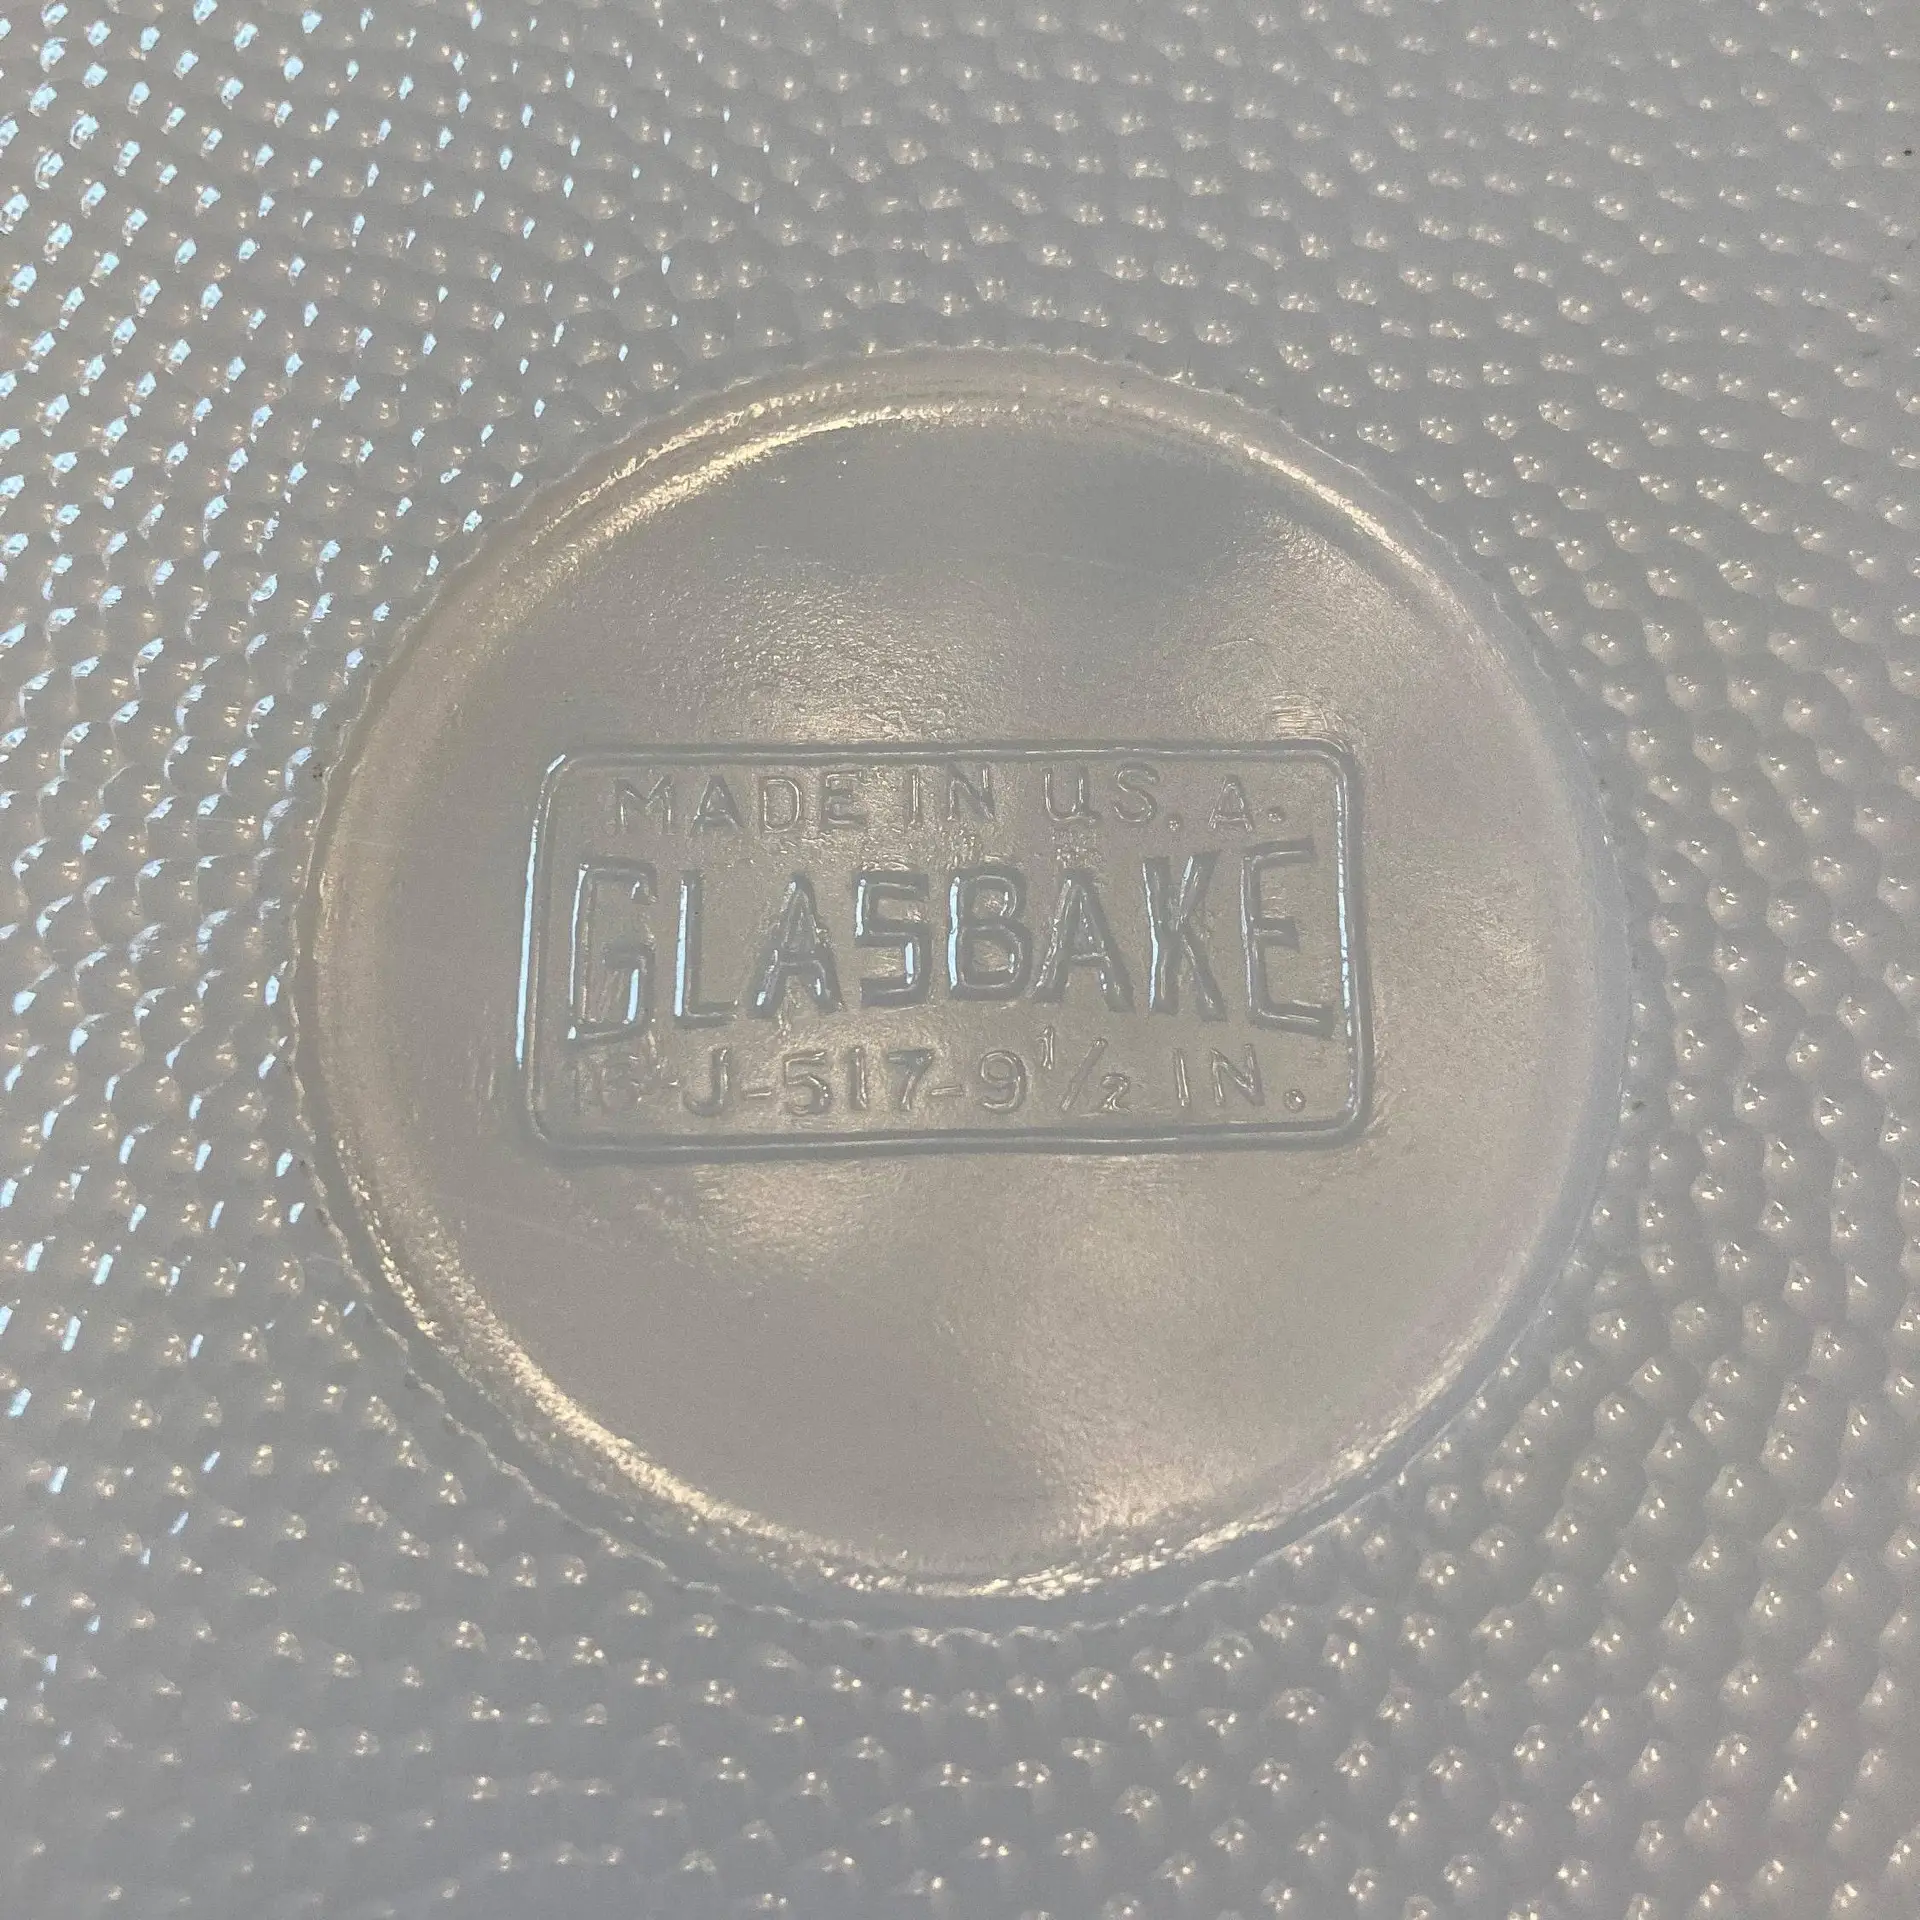 MADE IN U.S.A.
GLASBAKE
J-517-9 1/2 IN.